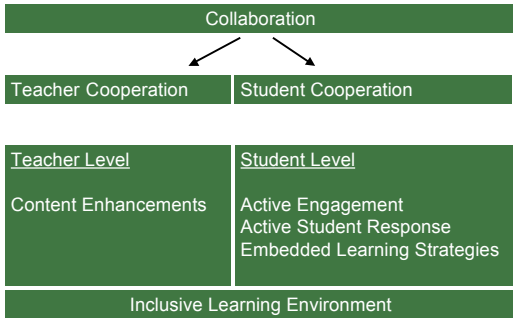 Collaboration
Teacher Cooperation
Student Cooperation
Teacher Level
Content Enhancements
Student Level
Active Engagement
Active Student Response
Embedded Learning Strategies
Inclusive Learning Environment